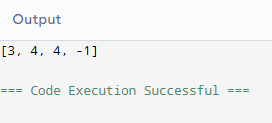 Output
[3, 4, 4, -1]
=== Code Execution Successful ===